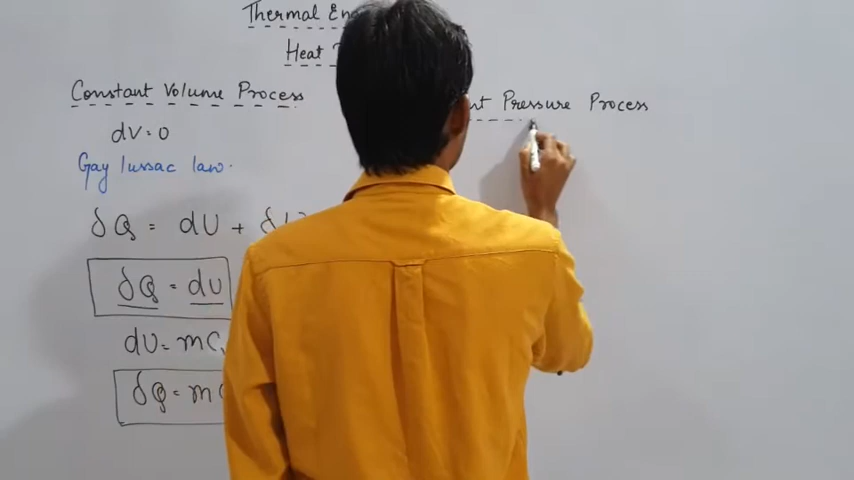 Thermal
Heat
Constant Volume Process
dV = 0
Gay lussac law.
δQ = dU +
δQ = dU
dU = mC
δQ = m
Pressure Process